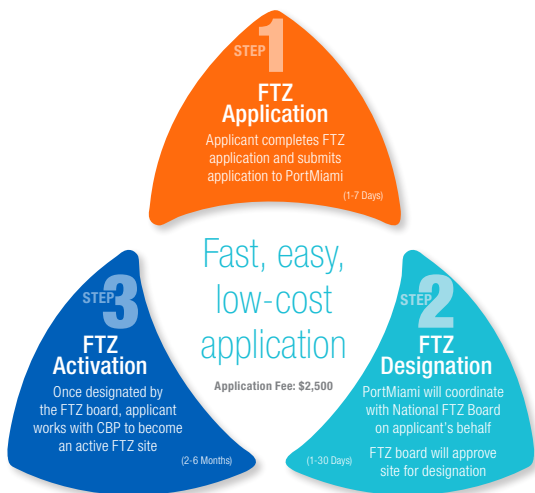 STEP 1
FTZ
Application
Applicant completes FTZ
application and submits
application to PortMiami
(1-7 Days)
Fast, easy,
low-cost
application
Application Fee: $2,500
STEP 2
FTZ
Designation
PortMiami will coordinate
with National FTZ Board
on applicant's behalf
FTZ board will approve
site for designation
(1-30 Days)
STEP 3
FTZ
Activation
Once designated by
the FTZ board, applicant
works with CBP to become
an active FTZ site
(2-6 Months)